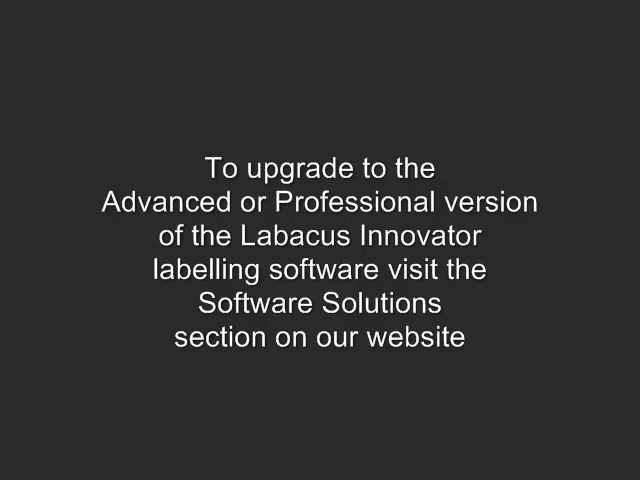 To upgrade to the
Advanced or Professional version
of the Labacus Innovator
labelling software visit the
Software Solutions
section on our website